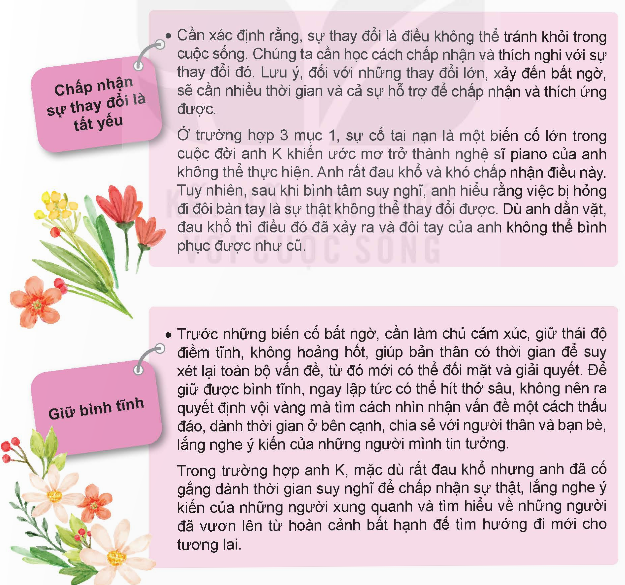 Chấp nhận
sự thay đổi là
tất yếu
• Cần xác định rằng, sự thay đổi là điều không thể tránh khỏi trong
cuộc sống. Chúng ta cần học cách chấp nhận và thích nghi với sự
thay đổi đó. Lưu ý, đối với những thay đổi lớn, xảy đến bất ngờ,
sẽ cần nhiều thời gian và cả sự hỗ trợ để chấp nhận và thích ứng
được.
Ở trường hợp 3 mục 1, sự cố tai nạn là một biến cố lớn trong
cuộc đời anh K khiến ước mơ trở thành nghệ sĩ piano của anh
không thể thực hiện. Anh rất đau khổ và khó chấp nhận điều này.
Tuy nhiên, sau khi bình tâm suy nghĩ, anh hiểu rằng việc bị hỏng
đi đôi bàn tay là sự thật không thể thay đổi được. Dù anh dằn vặt,
đau khổ thì điều đó đã xảy ra và đôi tay của anh không thể bình
phục được như cũ.
VỚI CUỘC SỐNG
Giữ bình tĩnh
• Trước những biến cố bất ngờ, cần làm chủ cảm xúc, giữ thái độ
điềm tĩnh, không hoảng hốt, giúp bản thân có thời gian để suy
xét lại toàn bộ vấn đề, từ đó mới có thể đối mặt và giải quyết. Để
giữ được bình tĩnh, ngay lập tức có thể hít thở sâu, không nên ra
quyết định vội vàng mà tìm cách nhìn nhận vấn đề một cách thấu
đáo, dành thời gian ở bên cạnh, chia sẻ với người thân và bạn bè,
lắng nghe ý kiến của những người mình tin tưởng.
Trong trường hợp anh K, mặc dù rất đau khổ nhưng anh đã cố
gắng dành thời gian suy nghĩ để chấp nhận sự thật, lắng nghe ý
kiến của những người xung quanh và tìm hiểu về những người
đã vươn lên từ hoàn cảnh bất hạnh để tìm hướng đi mới cho
tương lai.